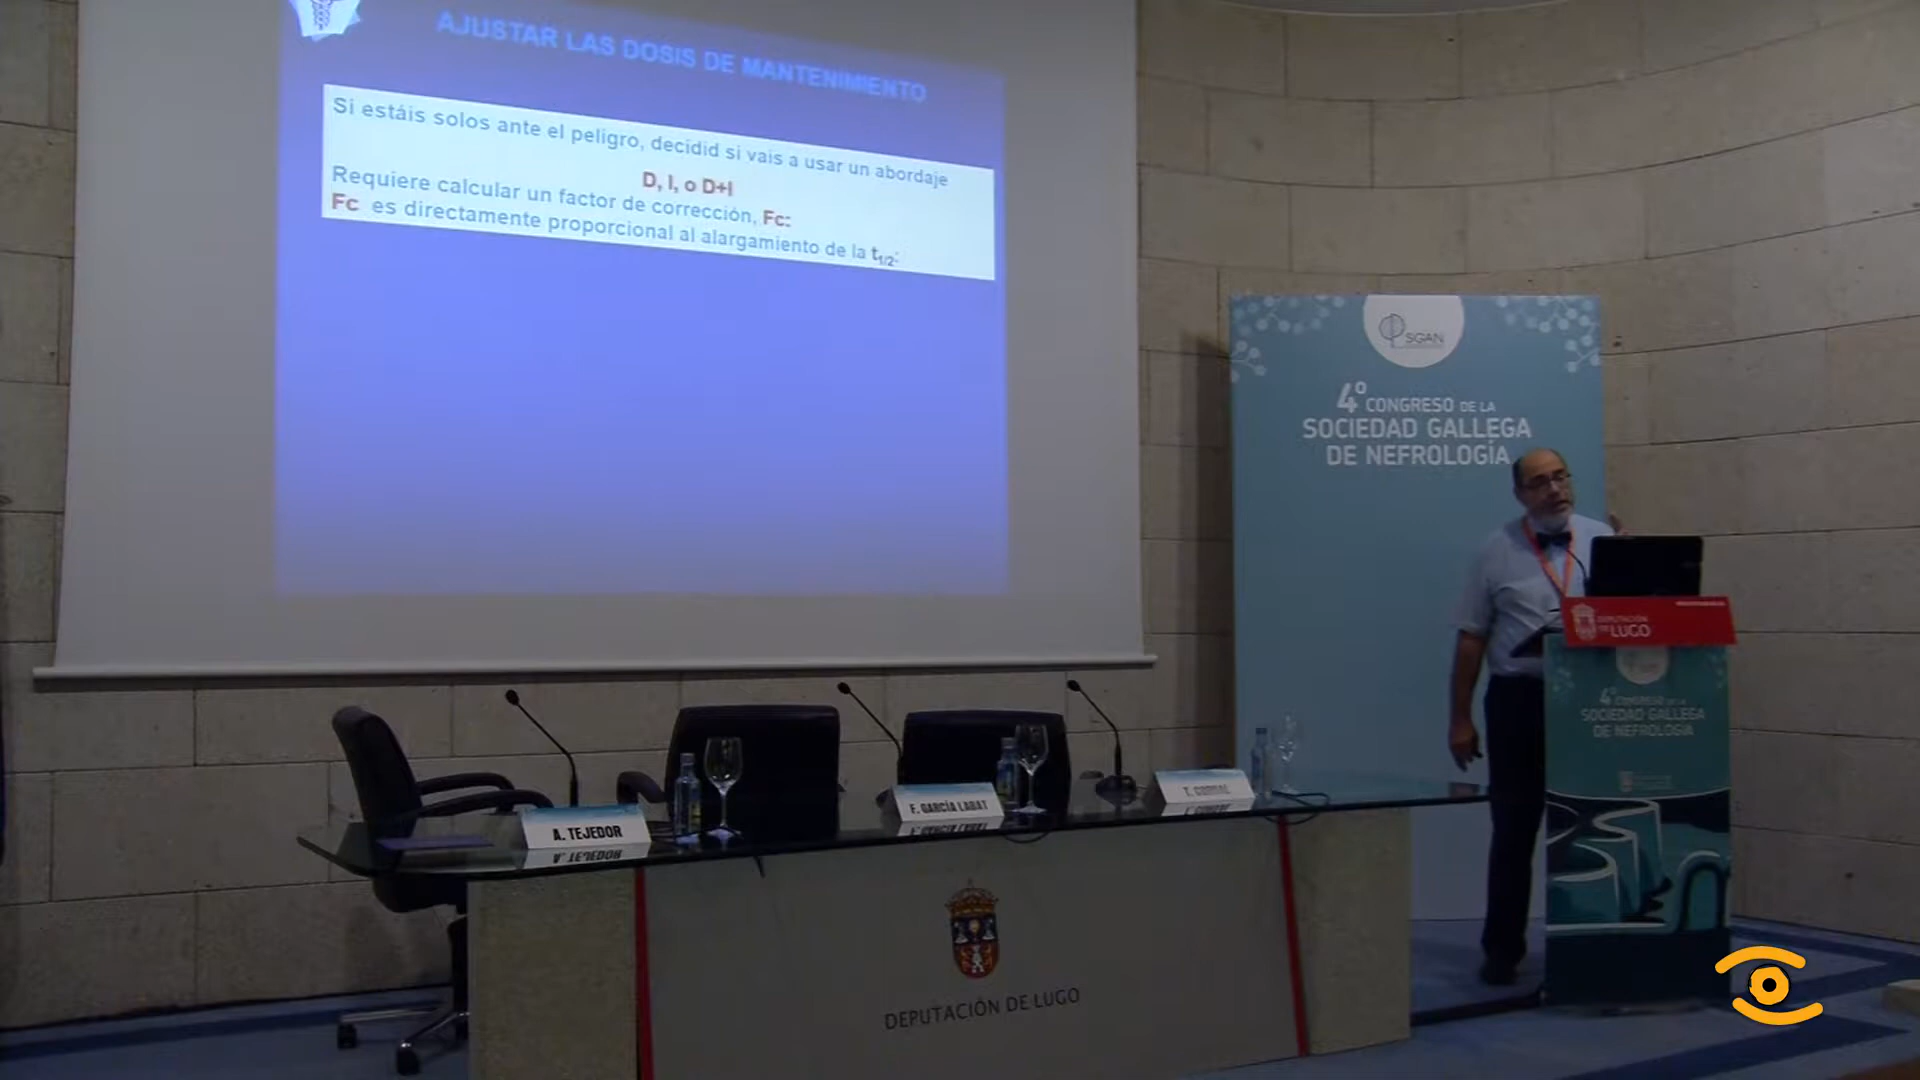 AJUSTAR LAS DOSIS DE MANTENIMIENTO
Si estáis solos ante el peligro, decidid si vais a usar un abordaje
D, I, o D+I
Requiere calcular un factor de corrección, Fc:
Fc es directamente proporcional al alargamiento de la t1/2:
SGAN
4º CONGRESO DE LA
SOCIEDAD GALLEGA
DE NEFROLOGÍA
DIPUTACIÓN
DE LUGO
4º CONGRESO DE LA
SOCIEDAD GALLEGA
DE NEFROLOGÍA
A. TEJEDOR
F. GARCÍA LABAT
DEPUTACIÓN DE LUGO